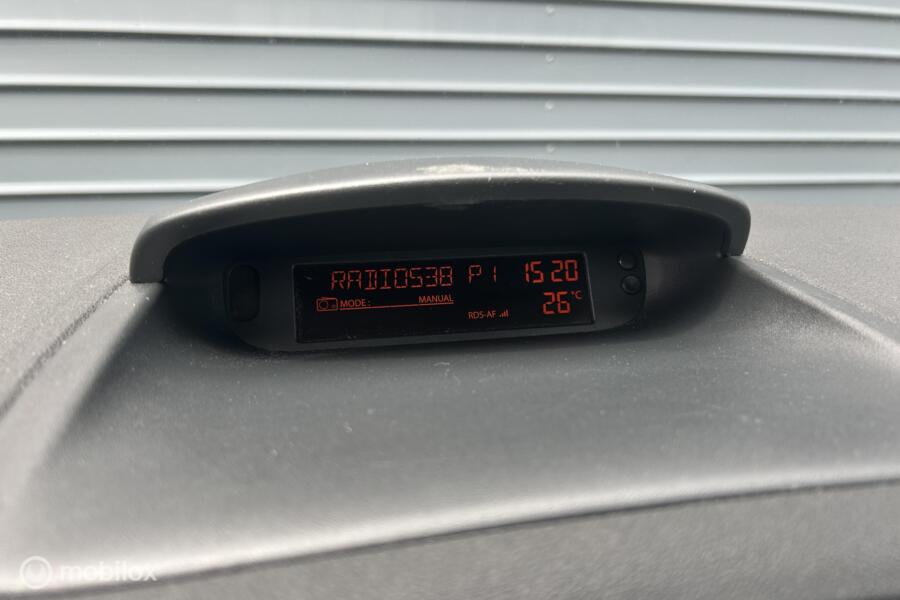 RADIO538 P1 15 20
MODE : MANUAL 26 °C
RDS-AF
mobilox